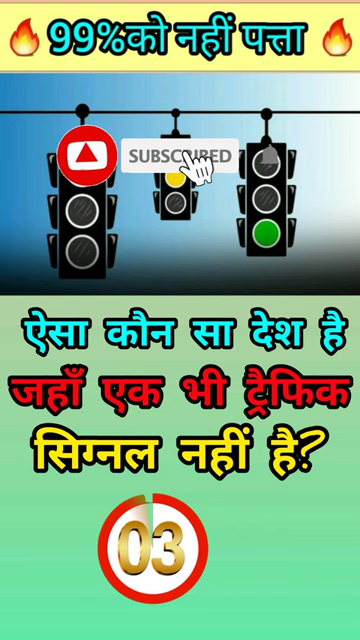 99%को नहीं पत्ता
SUBSCRIBED
ऐसा कौन सा देश है
जहाँ एक भी ट्रैफिक
सिग्नल नहीं है?
03